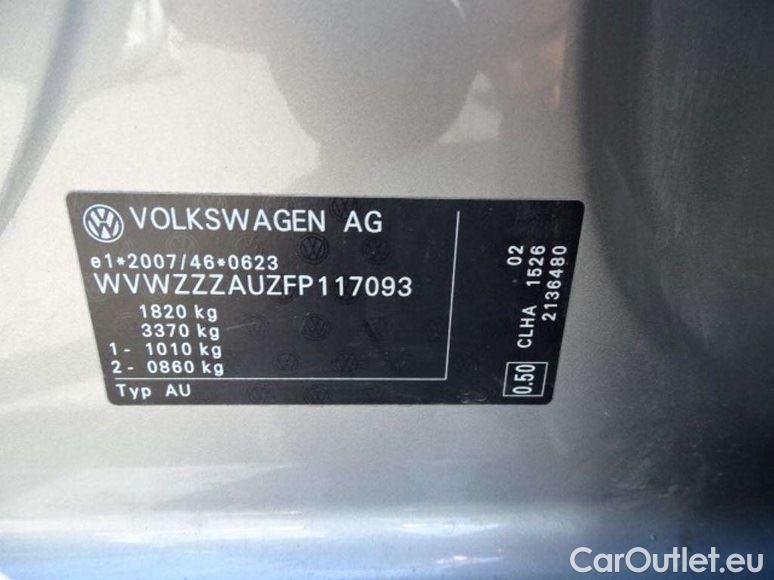 VOLKSWAGEN AG
e1*2007/46*0623
WVWZZZAUZFP117093
1820 kg
3370 kg
1- 1010 kg
2- 0860 kg
Typ AU
02
CLHA 1526
2136480
0.50
CarOutlet.eu